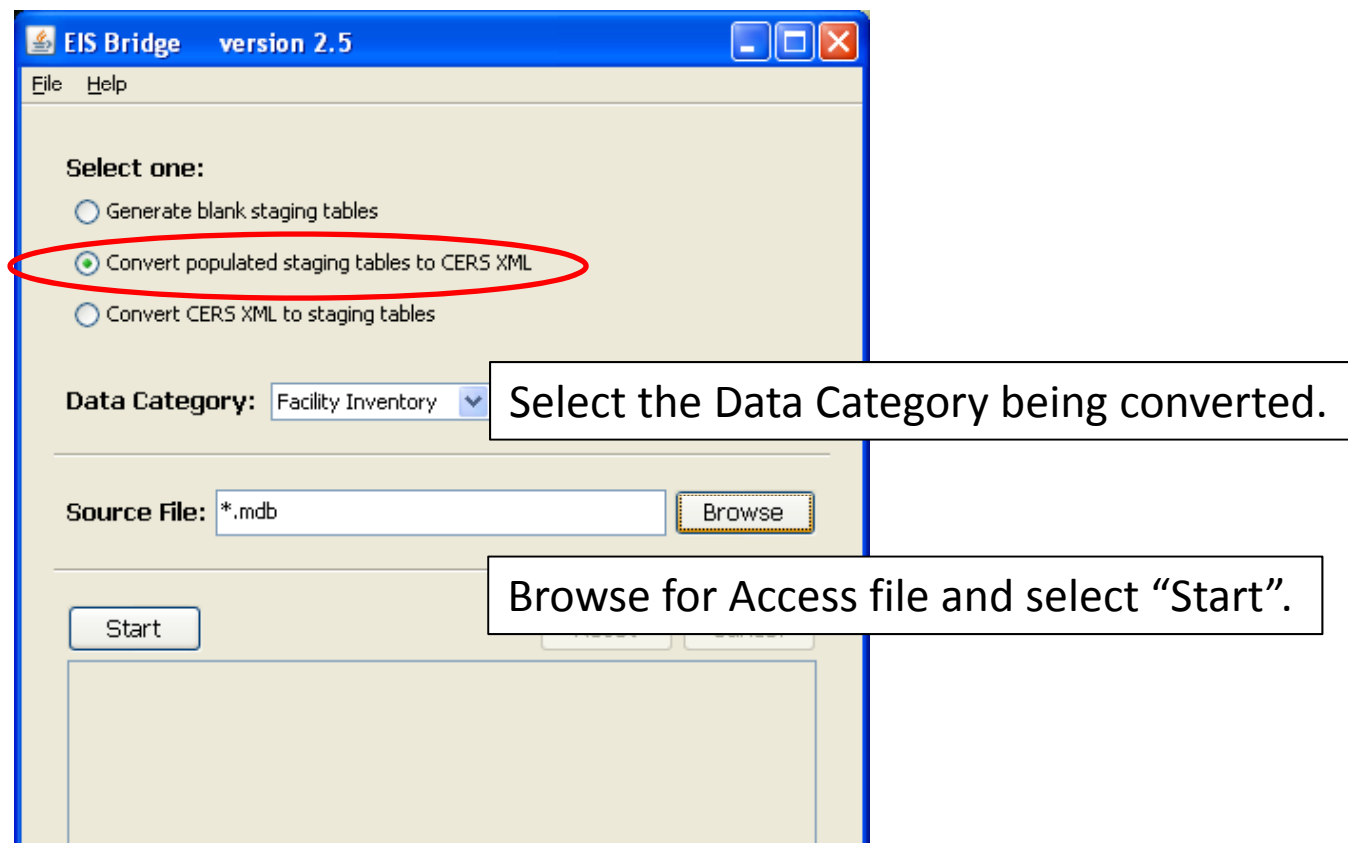 EIS Bridge version 2.5
File Help
Select one:
Generate blank staging tables
Convert populated staging tables to CERS XML
Convert CERS XML to staging tables
Data Category: Facility Inventory
Select the Data Category being converted.
Source File: *.mdb Browse
Browse for Access file and select “Start”.
Start